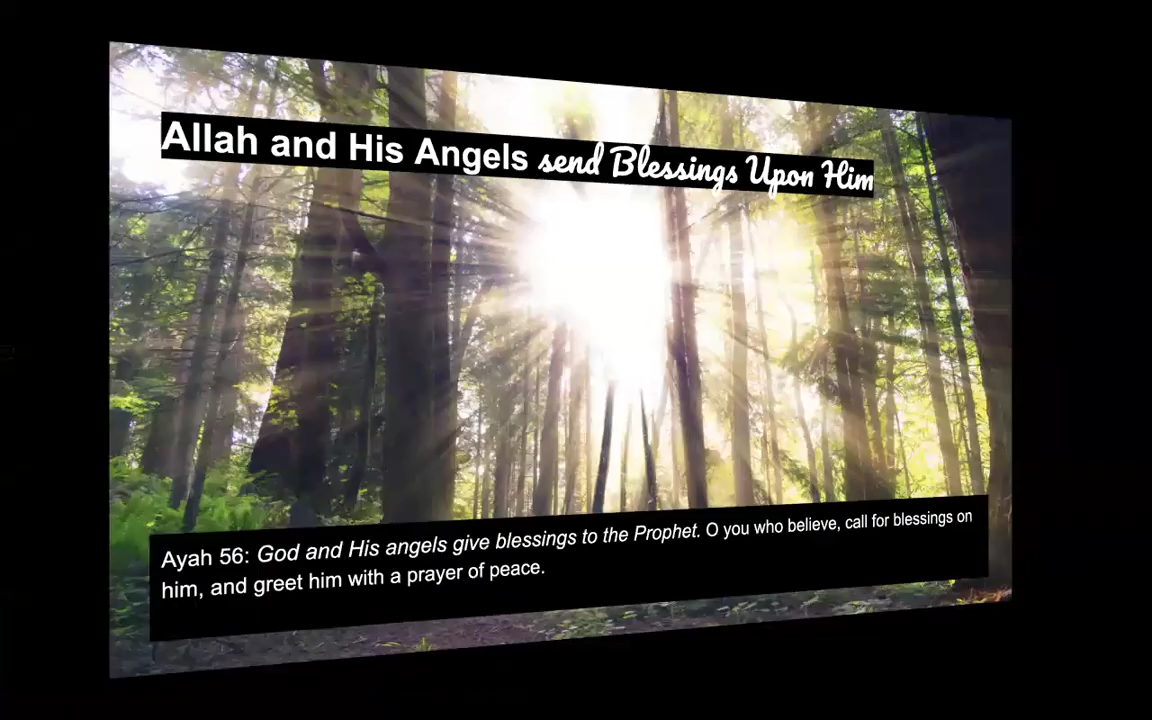 Allah and His Angels send Blessings Upon Him
Ayah 56: God and His angels give blessings to the Prophet. O you who believe, call for blessings on
him, and greet him with a prayer of peace.